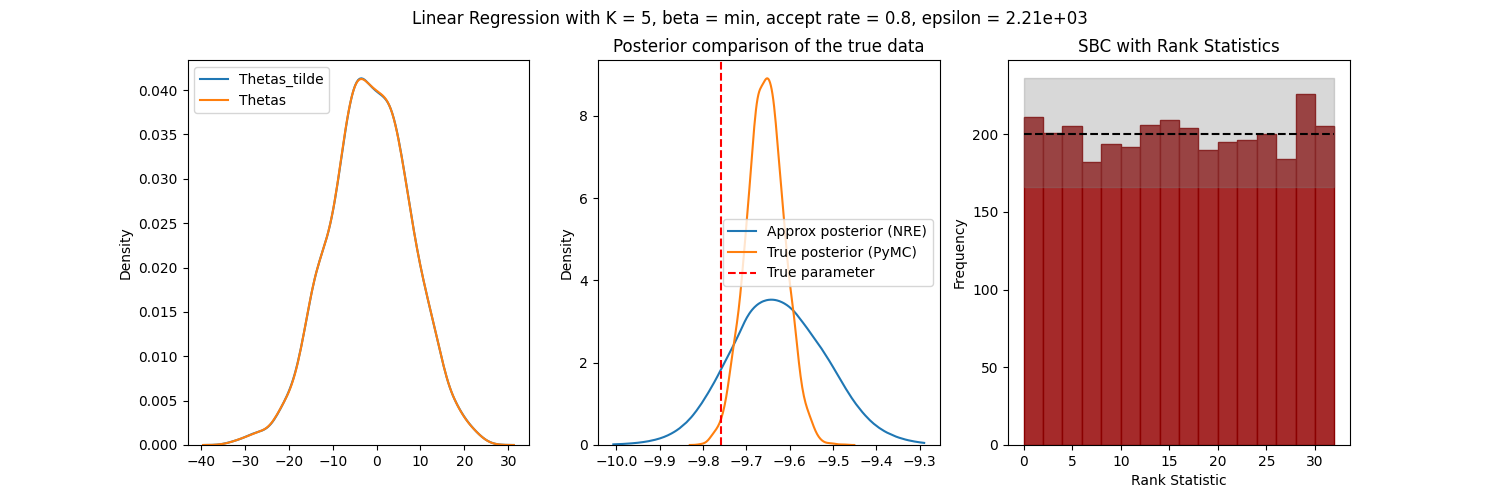 Linear Regression with K = 5, beta = min, accept rate = 0.8, epsilon = 2.21e+03
Thetas_tilde
Thetas
Density
0.040
0.035
0.030
0.025
0.020
0.015
0.010
0.005
0.000
−40 −30 −20 −10 0 10 20 30
Posterior comparison of the true data
Approx posterior (NRE)
True posterior (PyMC)
True parameter
Density
8
6
4
2
0
−10.0 −9.9 −9.8 −9.7 −9.6 −9.5 −9.4 −9.3
SBC with Rank Statistics
Frequency
200
150
100
50
0
0 5 10 15 20 25 30
Rank Statistic